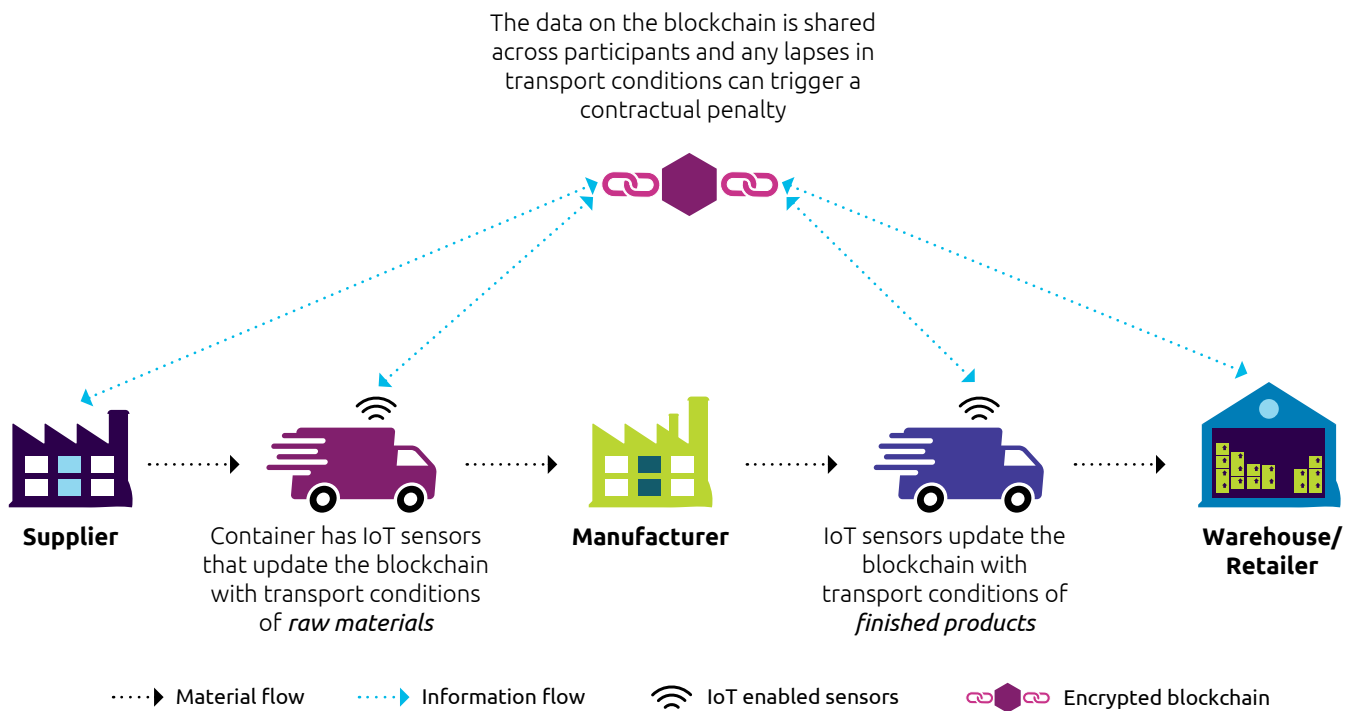 The data on the blockchain is shared
across participants and any lapses in
transport conditions can trigger a
contractual penalty
Supplier
Container has IoT sensors
that update the blockchain
with transport conditions
of raw materials
Manufacturer
IoT sensors update the
blockchain with
transport conditions of
finished products
Warehouse/
Retailer
Material flow
Information flow
IoT enabled sensors
Encrypted blockchain